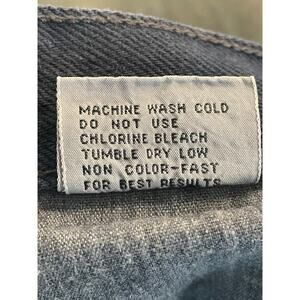 MACHINE WASH COLD
DO NOT USE
CHLORINE BLEACH
TUMBLE DRY LOW
NON COLOR-FAST
FOR BEST RESULTS